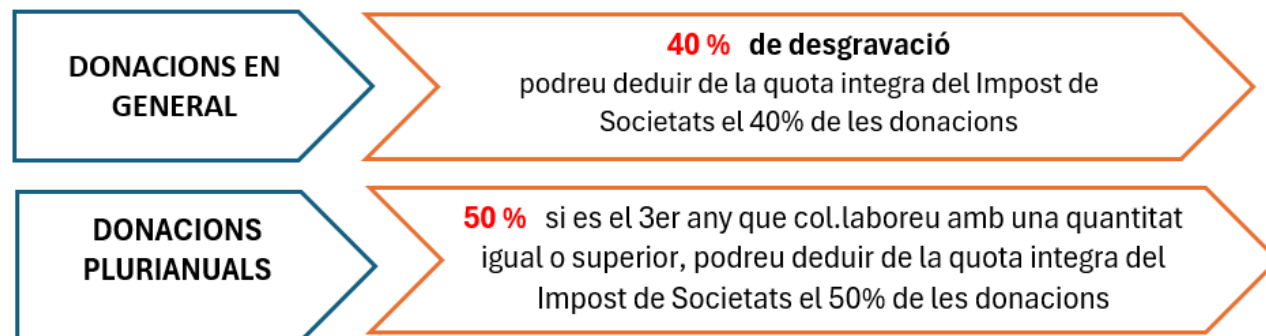 DONACIONS EN
GENERAL
40 % de desgravació
podreu deduir de la quota integra del Impost de
Societats el 40% de les donacions
DONACIONS
PLURIANUALS
50 % si es el 3er any que col.laboreu amb una quantitat
igual o superior, podreu deduir de la quota integra del
Impost de Societats el 50% de les donacions